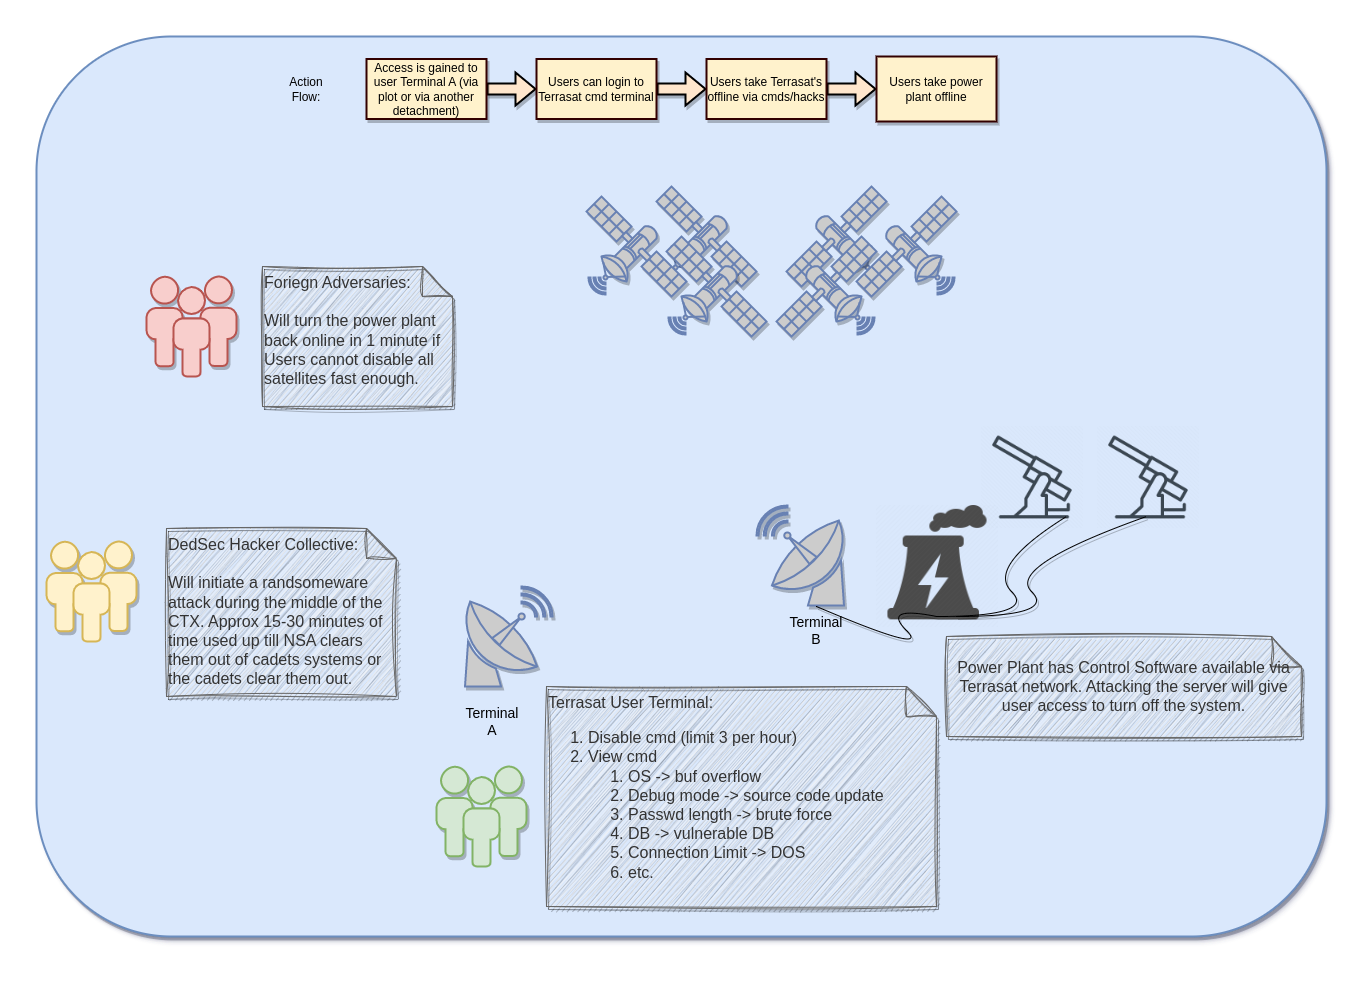 Action
Flow:
Access is gained to
user Terminal A (via
plot or via another
detachment)
Users can login to
Terrasat cmd terminal
Users take Terrasat's
offline via cmds/hacks
Users take power
plant offline
Foriegn Adversaries:
Will turn the power plant
back online in 1 minute if
Users cannot disable all
satellites fast enough.
DedSec Hacker Collective:
Will initiate a randsomeware
attack during the middle of the
CTX. Approx 15-30 minutes of
time used up till NSA clears
them out of cadets systems or
the cadets clear them out.
Terminal
A
Terminal
B
Power Plant has Control Software available via
Terrasat network. Attacking the server will give
user access to turn off the system.
Terrasat User Terminal:
1. Disable cmd (limit 3 per hour)
2. View cmd
1. OS -> buf overflow
2. Debug mode -> source code update
3. Passwd length -> brute force
4. DB -> vulnerable DB
5. Connection Limit -> DOS
6. etc.